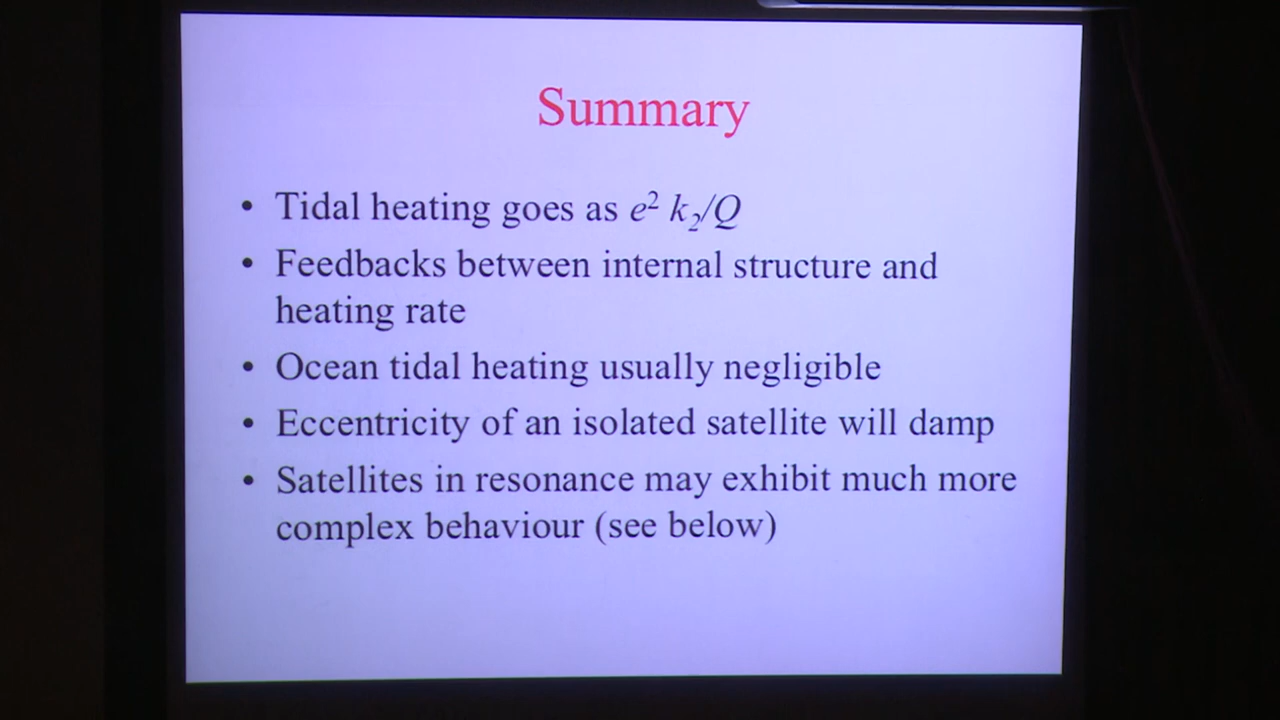 Summary
• Tidal heating goes as e² k₂/Q
• Feedbacks between internal structure and
heating rate
• Ocean tidal heating usually negligible
• Eccentricity of an isolated satellite will damp
• Satellites in resonance may exhibit much more
complex behaviour (see below)